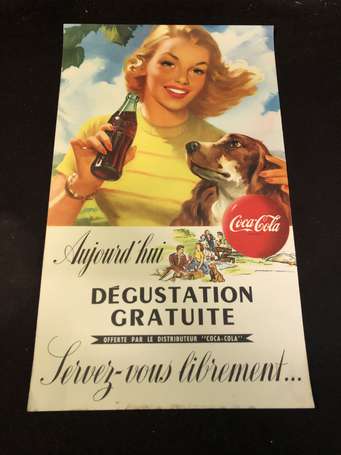 Coca-Cola
Aujourd'hui
DÉGUSTATION
GRATUITE
OFFERTE PAR LE DISTRIBUTEUR "COCA-COLA"
Servez-vous librement...